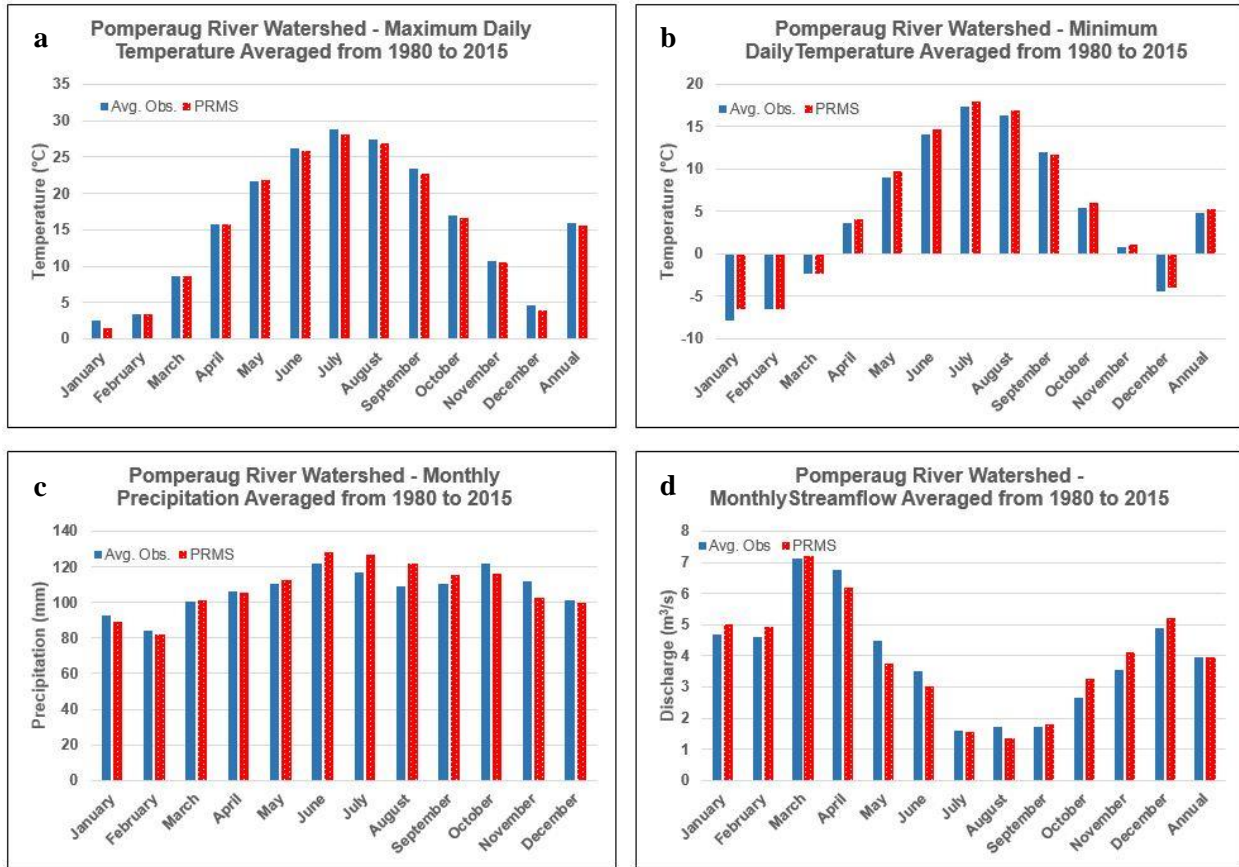 a
Pomperaug River Watershed - Maximum Daily
Temperature Averaged from 1980 to 2015
Avg. Obs. PRMS
Temperature (°C)
35
30
25
20
15
10
5
0
January
February
March
April
May
June
July
August
September
October
November
December
Annual
b
Pomperaug River Watershed - Minimum
DailyTemperature Averaged from 1980 to 2015
Avg. Obs. PRMS
Temperature (°C)
20
15
10
5
0
-5
-10
January
February
March
April
May
June
July
August
September
October
November
December
Annual
c
Pomperaug River Watershed - Monthly
Precipitation Averaged from 1980 to 2015
Avg. Obs. PRMS
Precipitation (mm)
140
120
100
80
60
40
20
0
January
February
March
April
May
June
July
August
September
October
November
December
d
Pomperaug River Watershed -
MonthlyStreamflow Averaged from 1980 to 2015
Avg. Obs PRMS
Discharge (m³/s)
8
7
6
5
4
3
2
1
0
January
February
March
April
May
June
July
August
September
October
November
December
Annual